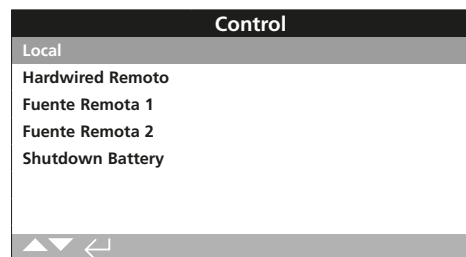 Control
Local
Hardwired Remoto
Fuente Remota 1
Fuente Remota 2
Shutdown Battery